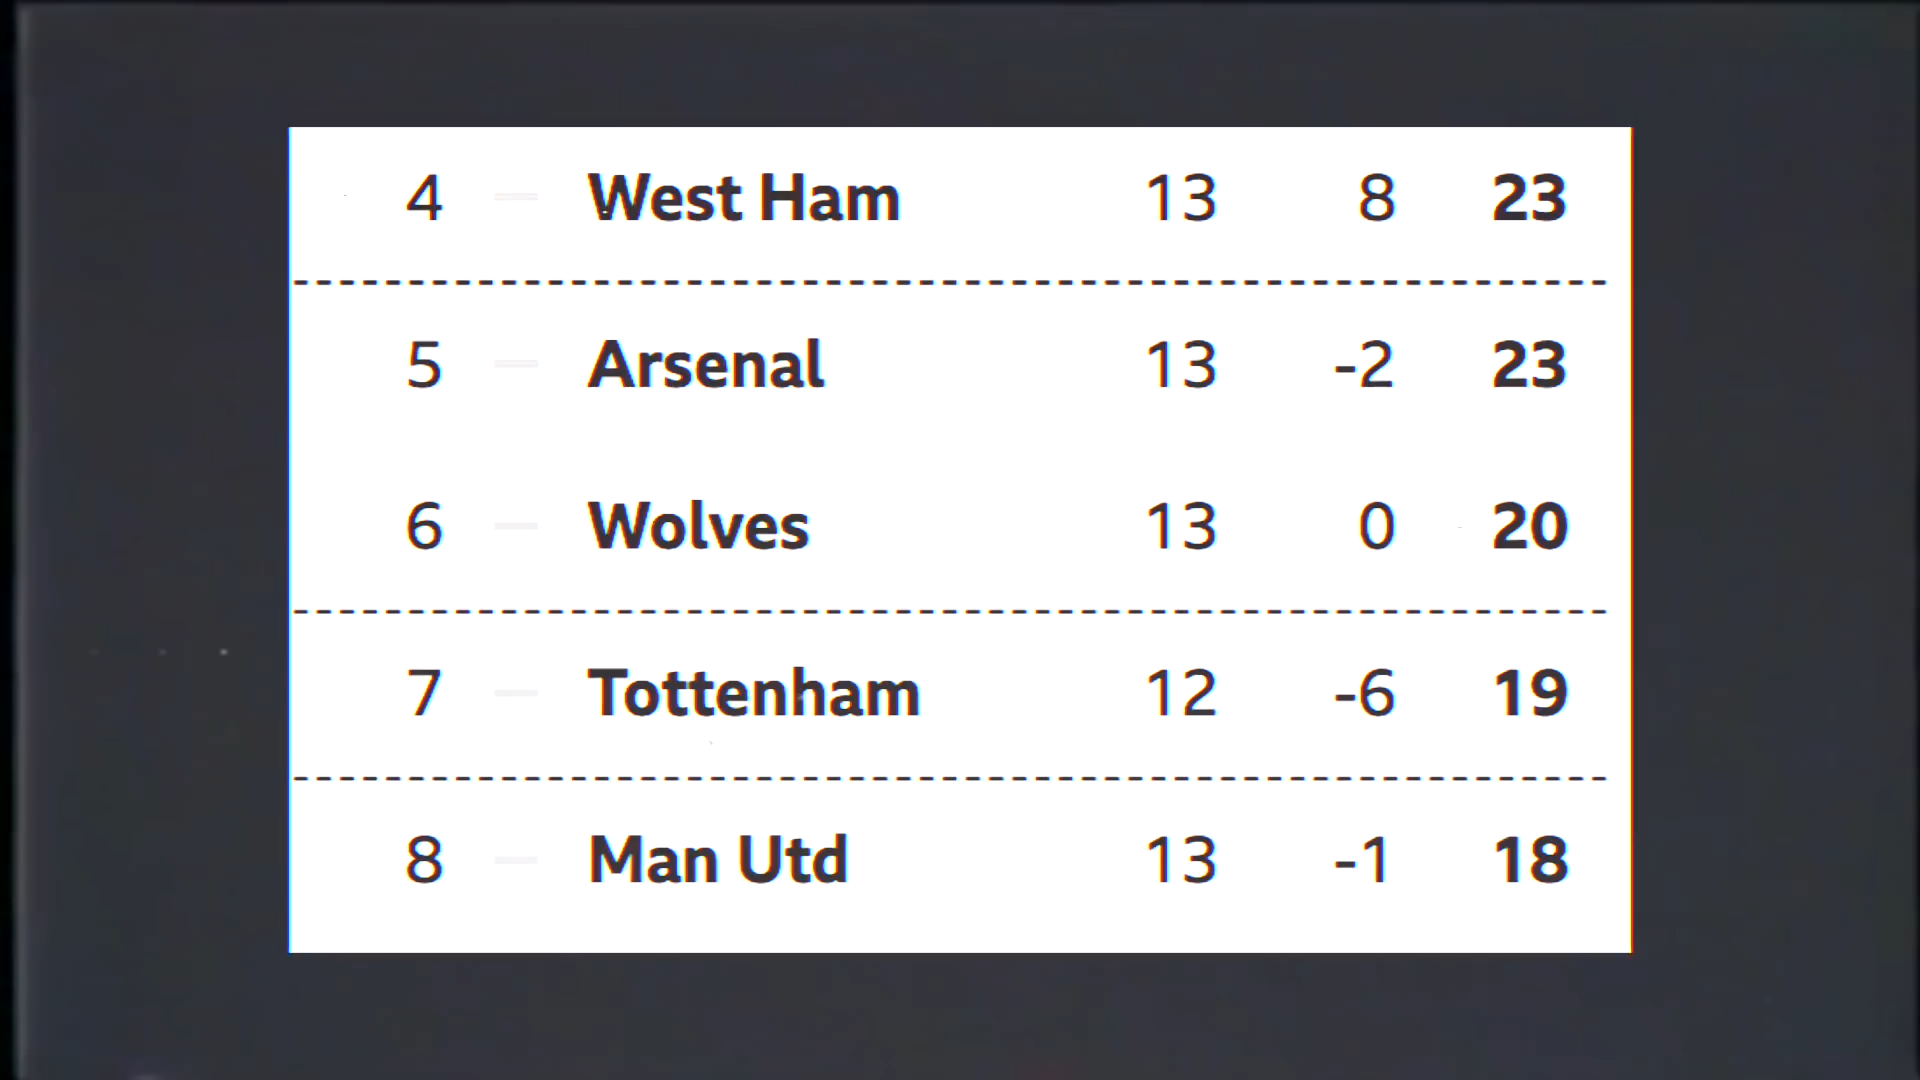 4 West Ham 13 8 23
5 Arsenal 13 -2 23
6 Wolves 13 0 20
7 Tottenham 12 -6 19
8 Man Utd 13 -1 18